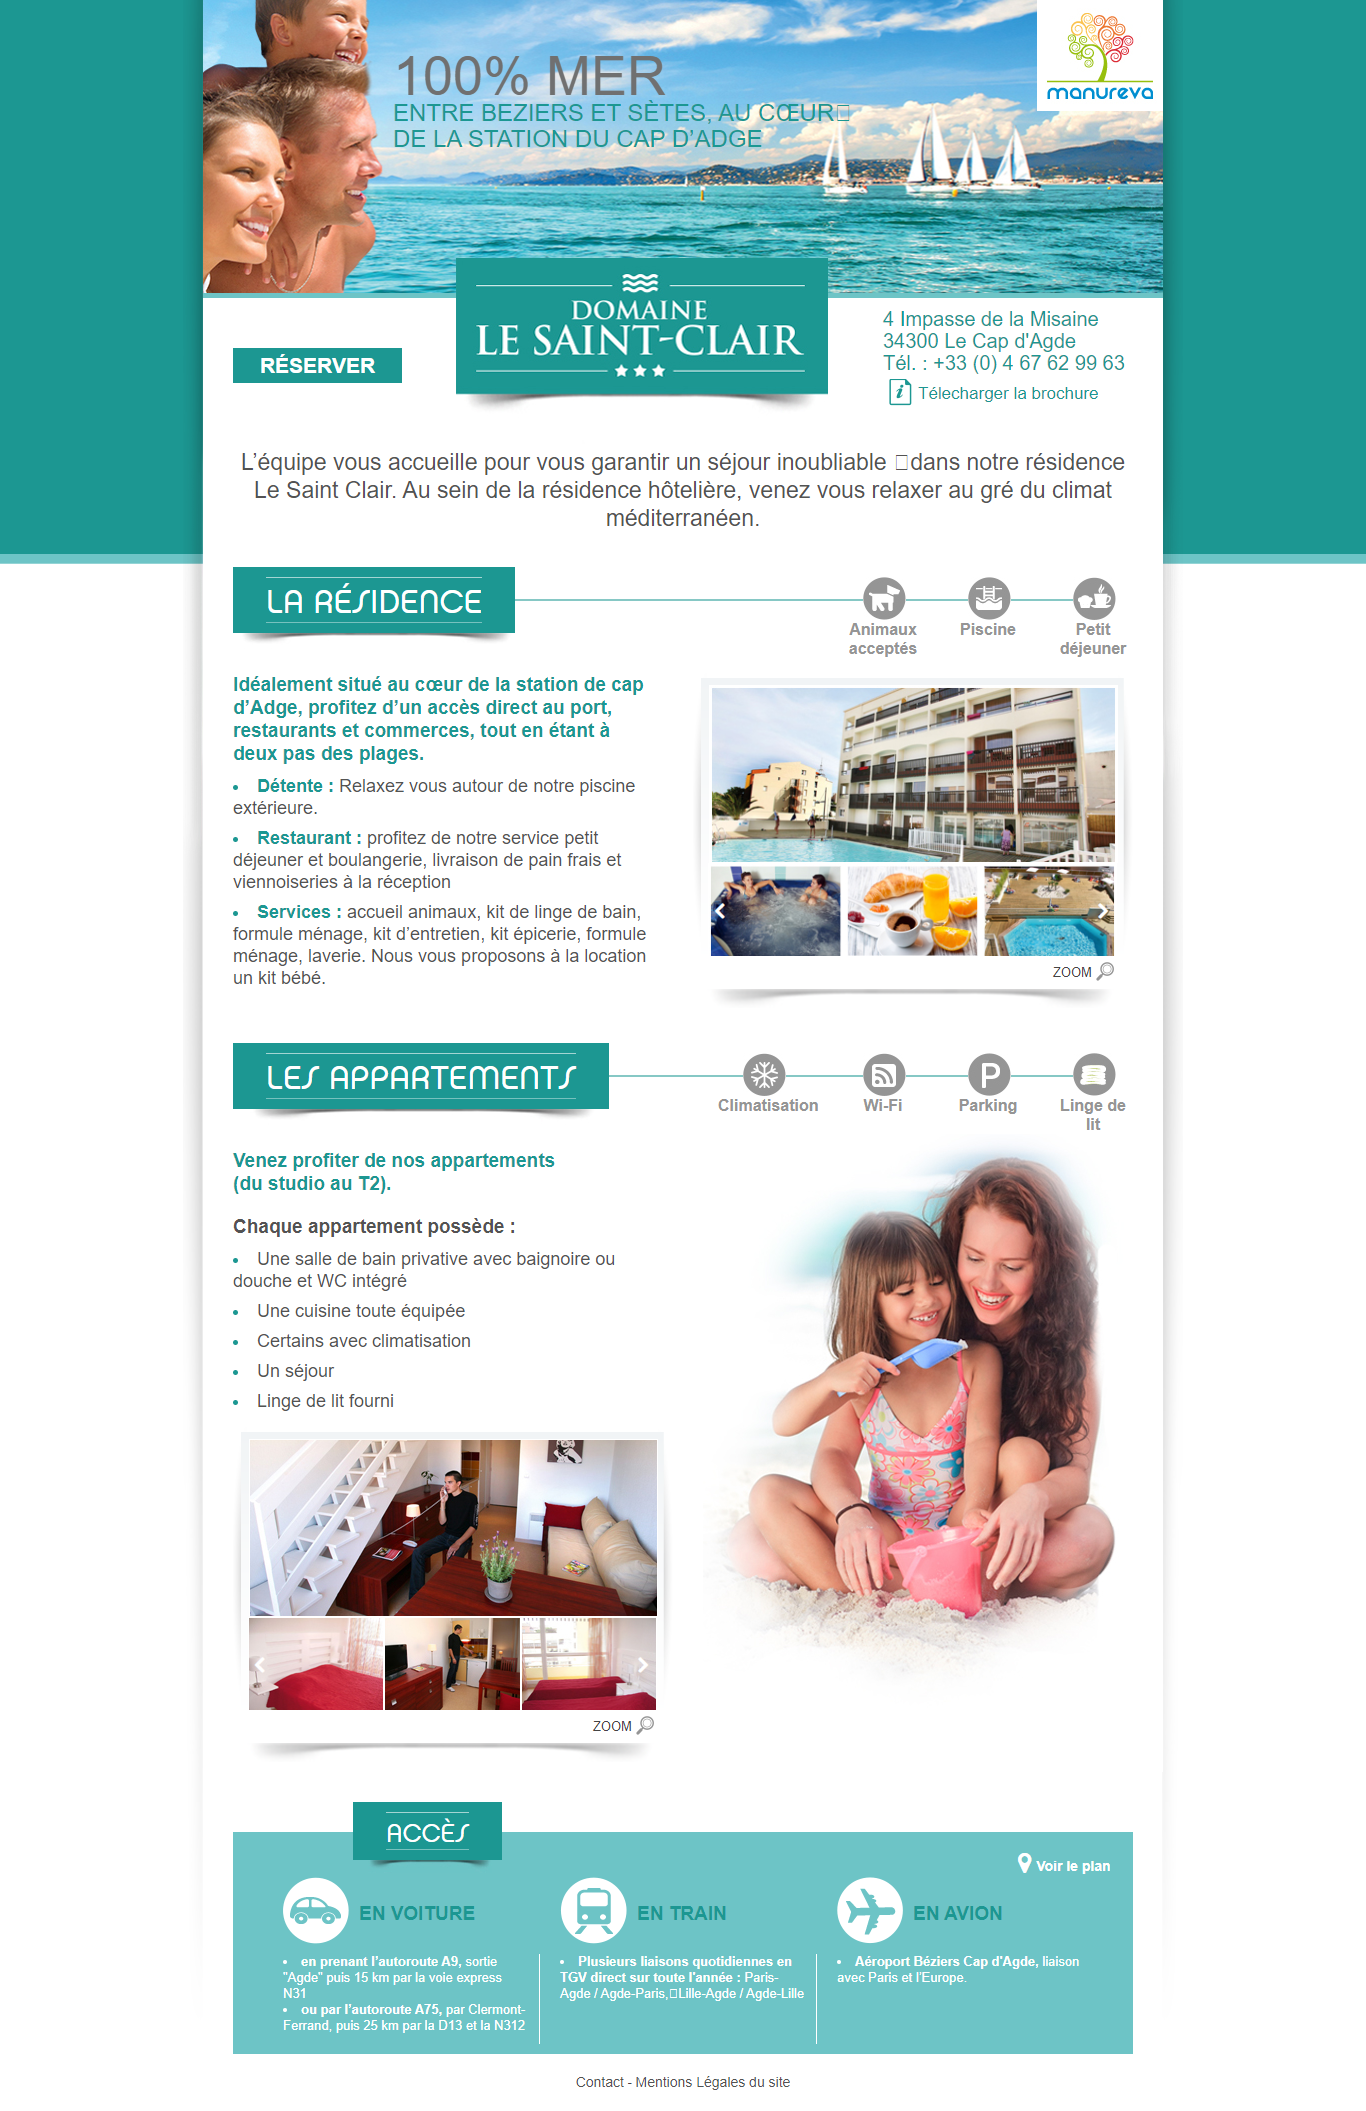 100% MER
ENTRE BEZIERS ET SÈTES, AU CŒUR
DE LA STATION DU CAP D’ADGE
manureva
DOMAINE
LE SAINT-CLAIR
4 Impasse de la Misaine
34300 Le Cap d'Agde
Tél. : +33 (0) 4 67 62 99 63
Télecharger la brochure
RÉSERVER
L’équipe vous accueille pour vous garantir un séjour inoubliable dans notre résidence
Le Saint Clair. Au sein de la résidence hôtelière, venez vous relaxer au gré du climat
méditerranéen.
LA RÉSIDENCE
Animaux
acceptés
Piscine
Petit
déjeuner
Idéalement situé au cœur de la station de cap
d’Adge, profitez d’un accès direct au port,
restaurants et commerces, tout en étant à
deux pas des plages.
• Détente : Relaxez vous autour de notre piscine
extérieure.
• Restaurant : profitez de notre service petit
déjeuner et boulangerie, livraison de pain frais et
viennoiseries à la réception
• Services : accueil animaux, kit de linge de bain,
formule ménage, kit d’entretien, kit épicerie, formule
ménage, laverie. Nous vous proposons à la location
un kit bébé.
ZOOM
LES APPARTEMENTS
Climatisation
Wi-Fi
P
Parking
Linge de
lit
Venez profiter de nos appartements
(du studio au T2).
Chaque appartement possède :
• Une salle de bain privative avec baignoire ou
douche et WC intégré
• Une cuisine toute équipée
• Certains avec climatisation
• Un séjour
• Linge de lit fourni
ZOOM
ACCÈS
Voir le plan
EN VOITURE
• en prenant l’autoroute A9, sortie
"Agde" puis 15 km par la voie express
N31
• ou par l’autoroute A75, par Clermont-
Ferrand, puis 25 km par la D13 et la N312
EN TRAIN
• Plusieurs liaisons quotidiennes en
TGV direct sur toute l'année : Paris-
Agde / Agde-Paris, Lille-Agde / Agde-Lille
EN AVION
• Aéroport Béziers Cap d'Agde, liaison
avec Paris et l’Europe.
Contact - Mentions Légales du site